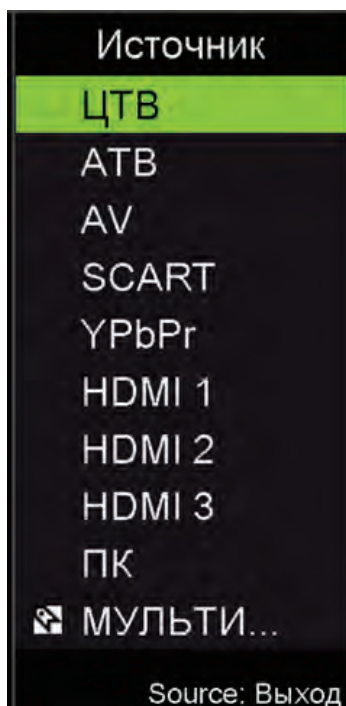 Источник
ЦТВ
АТВ
AV
SCART
YPbPr
HDMI 1
HDMI 2
HDMI 3
ПК
МУЛЬТИ...
Source: Выход